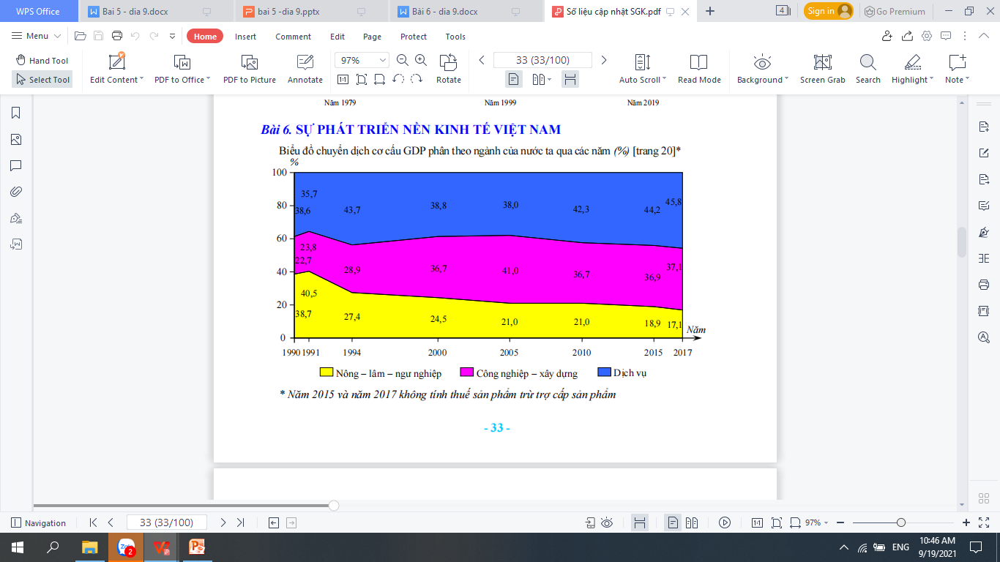 WPS Office
Bai 5 - dia 9.docx
bai 5 -dia 9.pptx
Bài 6 - dia 9.docx
Số liệu cập nhật SGK.pdf
4
Sign in
Go Premium
Menu
Home
Insert
Comment
Edit
Page
Protect
Tools
Hand Tool
Select Tool
Edit Content
PDF to Office
PDF to Picture
Annotate
97%
1:1
Rotate
33 (33/100)
Auto Scroll
Read Mode
Background
Screen Grab
Search
Highlight
Note
Năm 1979 Năm 1999 Năm 2019
Bài 6. SỰ PHÁT TRIỂN NỀN KINH TẾ VIỆT NAM
Biểu đồ chuyển dịch cơ cấu GDP phân theo ngành của nước ta qua các năm (%) [trang 20]*
%
100
80
60
40
20
0
35,7
38,6 43,7 38,8 38,0 42,3 44,2 45,8
23,8
22,7 28,9 36,7 41,0 36,7 36,9 37,1
40,5
38,7 27,4 24,5 21,0 21,0 18,9 17,1
Năm
1990 1991 1994 2000 2005 2010 2015 2017
Nông – lâm – ngư nghiệp Công nghiệp – xây dựng Dịch vụ
* Năm 2015 và năm 2017 không tính thuế sản phẩm trừ trợ cấp sản phẩm
- 33 -
Navigation
33 (33/100)
1:1
97%
Zalo
2
ENG
10:46 AM
9/19/2021